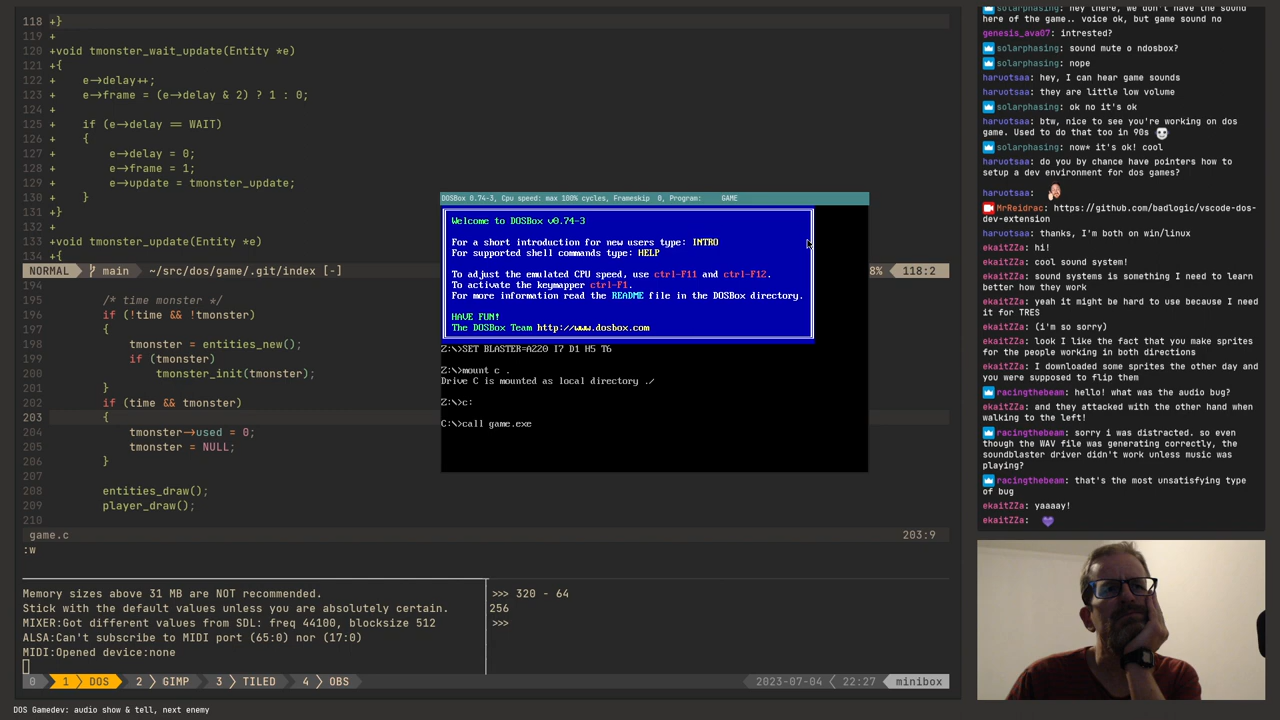 118 +}
119 +
120 +void tmonster_wait_update(Entity *e)
121 +{
122 +    e->delay++;
123 +    e->frame = (e->delay & 2) ? 1 : 0;
124 +
125 +    if (e->delay == WAIT)
126 +    {
127 +        e->delay = 0;
128 +        e->frame = 1;
129 +        e->update = tmonster_update;
130 +    }
131 +}
132 +
133 +void tmonster_update(Entity *e)
134 +{
NORMAL main ~/src/dos/game/.git/index [-] 8% 118:2
194
195 /* time monster */
196 if (!time && !tmonster)
197 {
198 tmonster = entities_new();
199 if (tmonster)
200 tmonster_init(tmonster);
201 }
202 if (time && tmonster)
203 {
204 tmonster->used = 0;
205 tmonster = NULL;
206 }
207
208 entities_draw();
209 player_draw();
210
game.c 203:9
:w
Memory sizes above 31 MB are NOT recommended.
Stick with the default values unless you are absolutely certain.
MIXER:Got different values from SDL: freq 44100, blocksize 512
ALSA:Can't subscribe to MIDI port (65:0) nor (17:0)
MIDI:Opened device:none
>>> 320 - 64
256
>>>
0 1 DOS 2 GIMP 3 TILED 4 OBS 2023-07-04 22:27 minibox
DOS Gamedev: audio show & tell, next enemy
DOSBox 0.74-3, Cpu speed: max 100% cycles, Frameskip 0, Program: GAME
Welcome to DOSBox v0.74-3
For a short introduction for new users type: INTRO
For supported shell commands type: HELP
To adjust the emulated CPU speed, use ctrl-F11 and ctrl-F12.
To activate the keymapper ctrl-F1.
For more information read the README file in the DOSBox directory.
HAVE FUN!
The DOSBox Team http://www.dosbox.com
Z:\>SET BLASTER=A220 I7 D1 H5 T6
Z:\>mount c .
Drive C is mounted as local directory ./
Z:\>c:
C:\>call game.exe
solarphasing: hey there, we don't have the sound
here of the game.. voice ok, but game sound no
genesis_ava07: intrested?
solarphasing: sound mute o ndosbox?
solarphasing: nope
haruotsaa: hey, I can hear game sounds
haruotsaa: they are little low volume
solarphasing: ok no it's ok
haruotsaa: btw, nice to see you're working on dos
game. Used to do that too in 90s
solarphasing: now* it's ok! cool
haruotsaa: do you by chance have pointers how to
setup a dev environment for dos games?
haruotsaa:
MrReidrac: https://github.com/badlogic/vscode-dos-
dev-extension
haruotsaa: thanks, I'm both on win/linux
ekaitZZa: hi!
ekaitZZa: cool sound system!
ekaitZZa: sound systems is something I need to learn
better how they work
ekaitZZa: yeah it might be hard to use because I need
it for TRES
ekaitZZa: (i'm so sorry)
ekaitZZa: look I like the fact that you make sprites
for the people working in both directions
ekaitZZa: I downloaded some sprites the other day and
you were supposed to flip them
racingthebeam: hello! what was the audio bug?
ekaitZZa: and they attacked with the other hand when
walking to the left!
racingthebeam: sorry i was distracted. so even
though the WAV file was generating correctly, the
soundblaster driver didn't work unless music was
playing?
racingthebeam: that's the most unsatisfying type
of bug
ekaitZZa: yaaaay!
ekaitZZa: